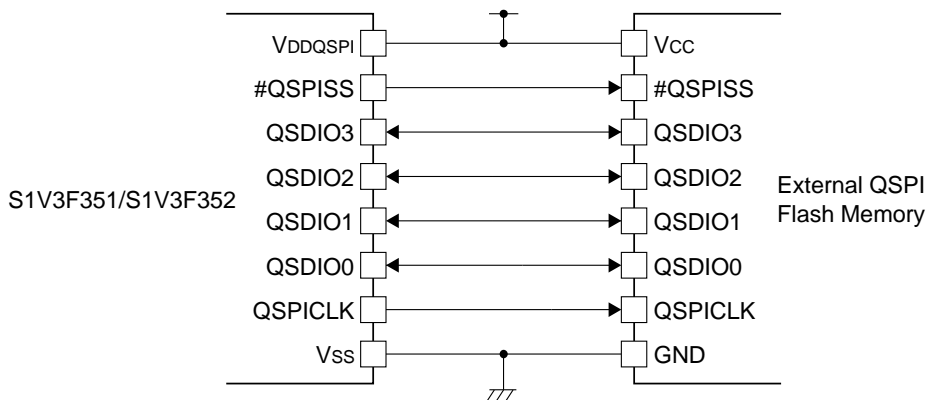 VDDQSPI
VCC
#QSPISS
#QSPISS
QSDIO3
QSDIO3
QSDIO2
QSDIO2
S1V3F351/S1V3F352
External QSPI
Flash Memory
QSDIO1
QSDIO1
QSDIO0
QSDIO0
QSPICLK
QSPICLK
VSS
GND